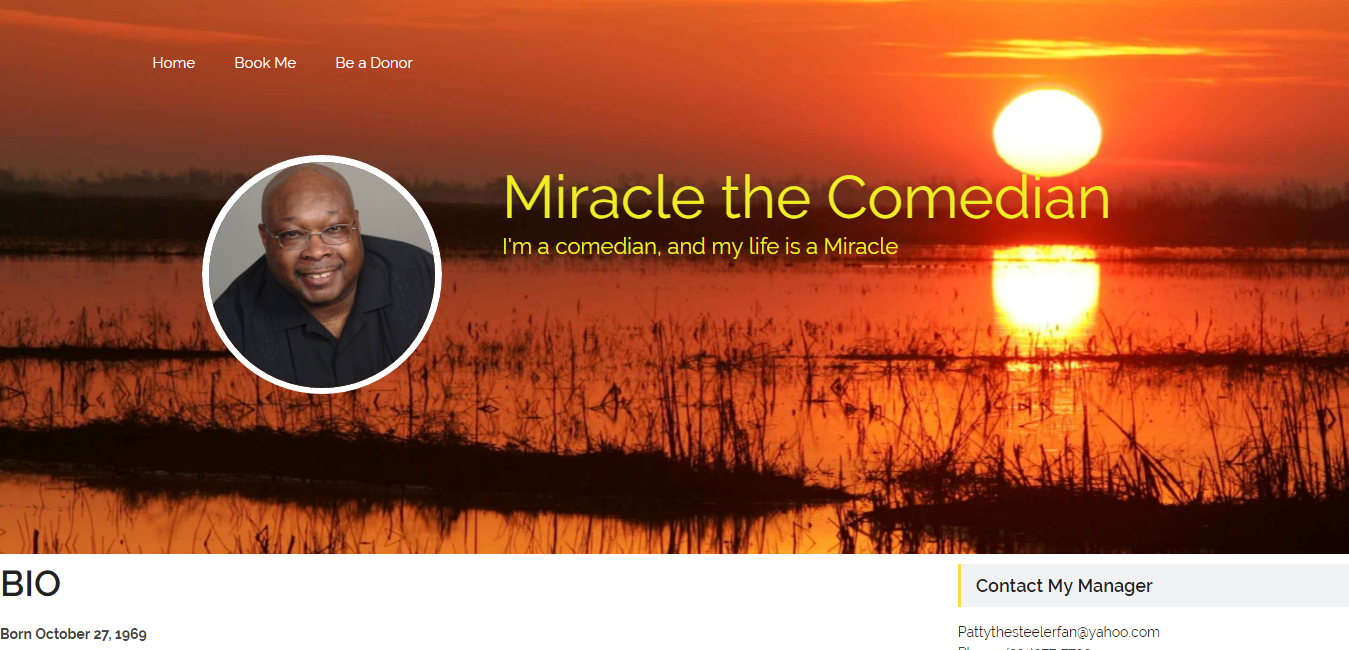 Home Book Me Be a Donor
Miracle the Comedian
I'm a comedian, and my life is a Miracle
BIO
Born October 27, 1969
Contact My Manager
Pattythesteelerfan@yahoo.com